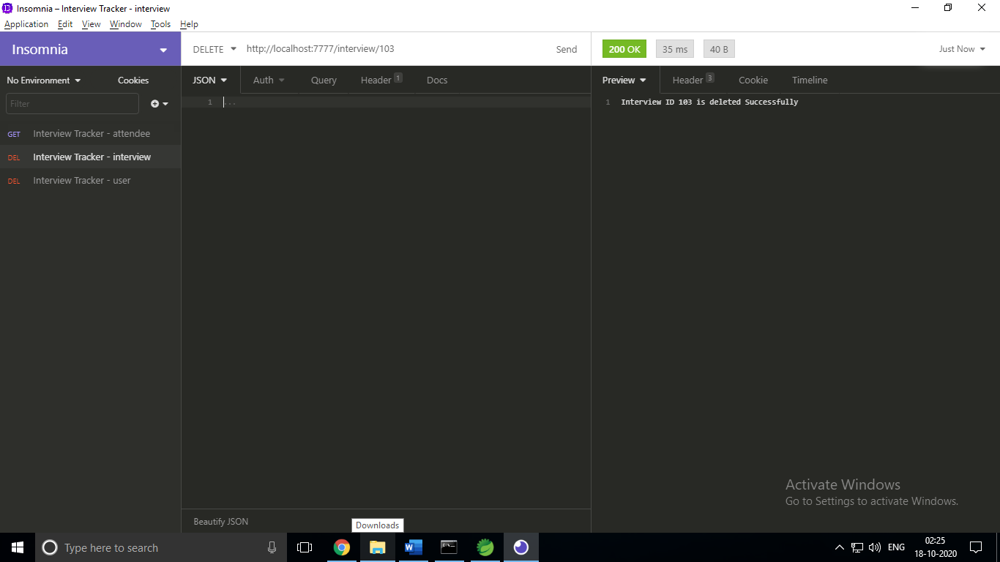 Insomnia – Interview Tracker - interview
Application Edit View Window Tools Help
Insomnia
DELETE http://localhost:7777/interview/103 Send
200 OK 35 ms 40 B Just Now
No Environment Cookies
JSON Auth Query Header 1 Docs
Preview Header 3 Cookie Timeline
Filter
1 ...
1 Interview ID 103 is deleted Successfully
GET Interview Tracker - attendee
DEL Interview Tracker - interview
DEL Interview Tracker - user
Activate Windows
Go to Settings to activate Windows.
Beautify JSON
Downloads
Type here to search
ENG
02:25
18-10-2020